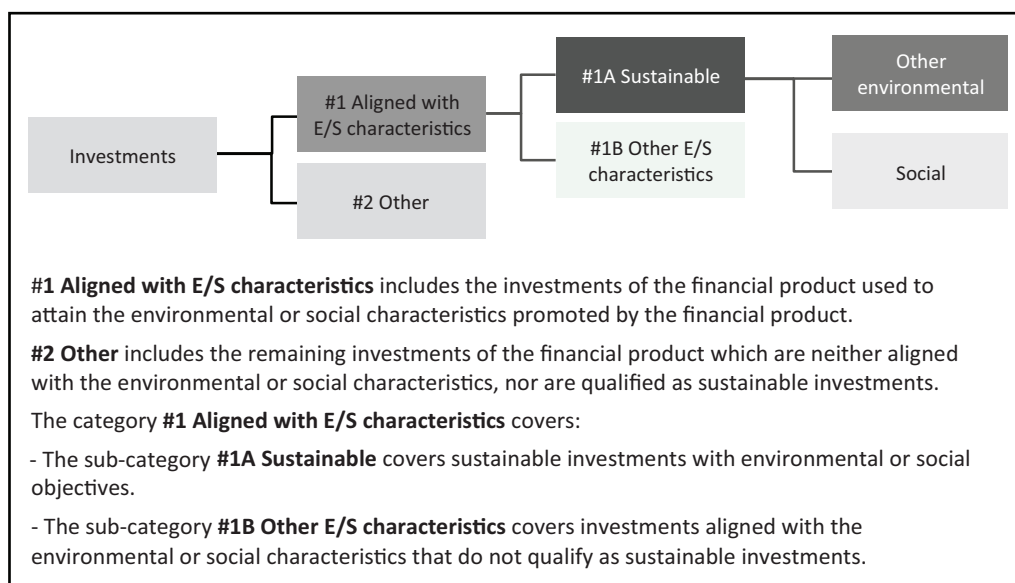 Investments
#1 Aligned with
E/S characteristics
#2 Other
#1A Sustainable
#1B Other E/S
characteristics
Other
environmental
Social
#1 Aligned with E/S characteristics includes the investments of the financial product used to
attain the environmental or social characteristics promoted by the financial product.
#2 Other includes the remaining investments of the financial product which are neither aligned
with the environmental or social characteristics, nor are qualified as sustainable investments.
The category #1 Aligned with E/S characteristics covers:
- The sub-category #1A Sustainable covers sustainable investments with environmental or social
objectives.
- The sub-category #1B Other E/S characteristics covers investments aligned with the
environmental or social characteristics that do not qualify as sustainable investments.